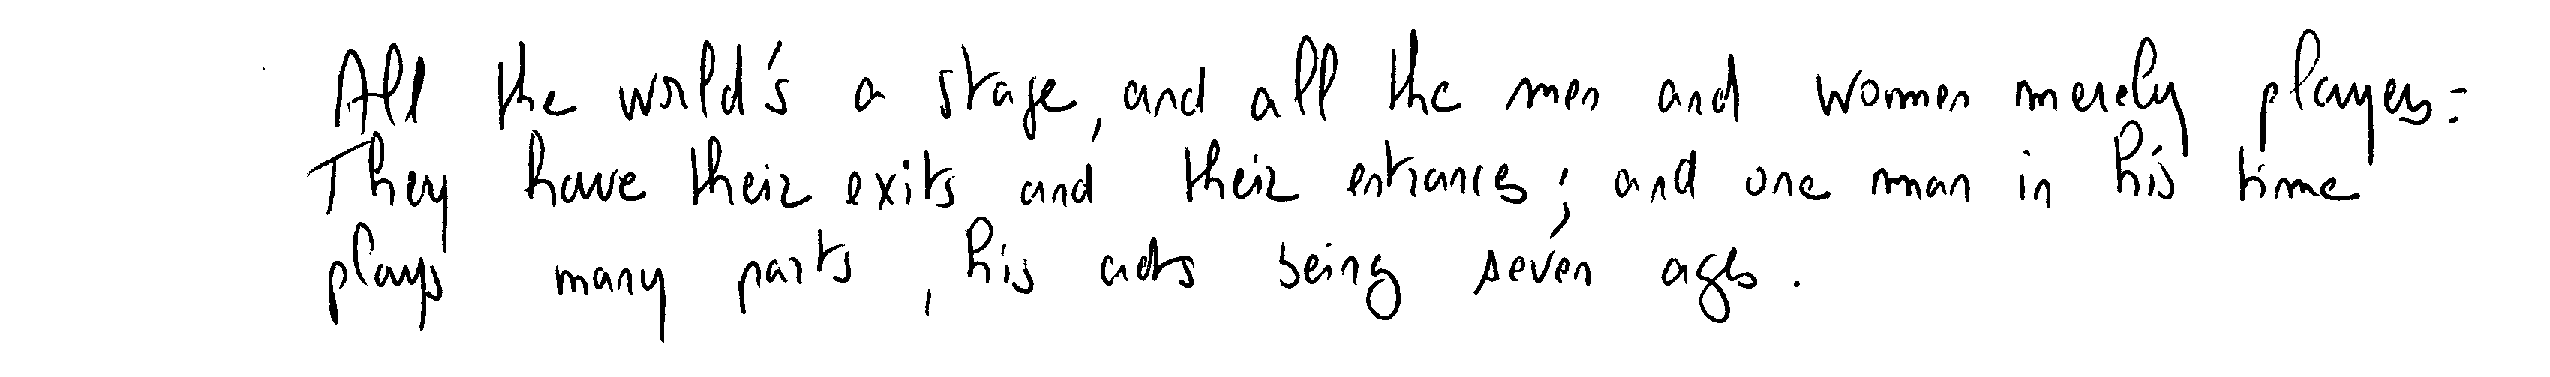 All the world's a stage, and all the men and women merely players:
They have their exits and their entrances; and one man in his time
plays many parts, his acts being seven ages.